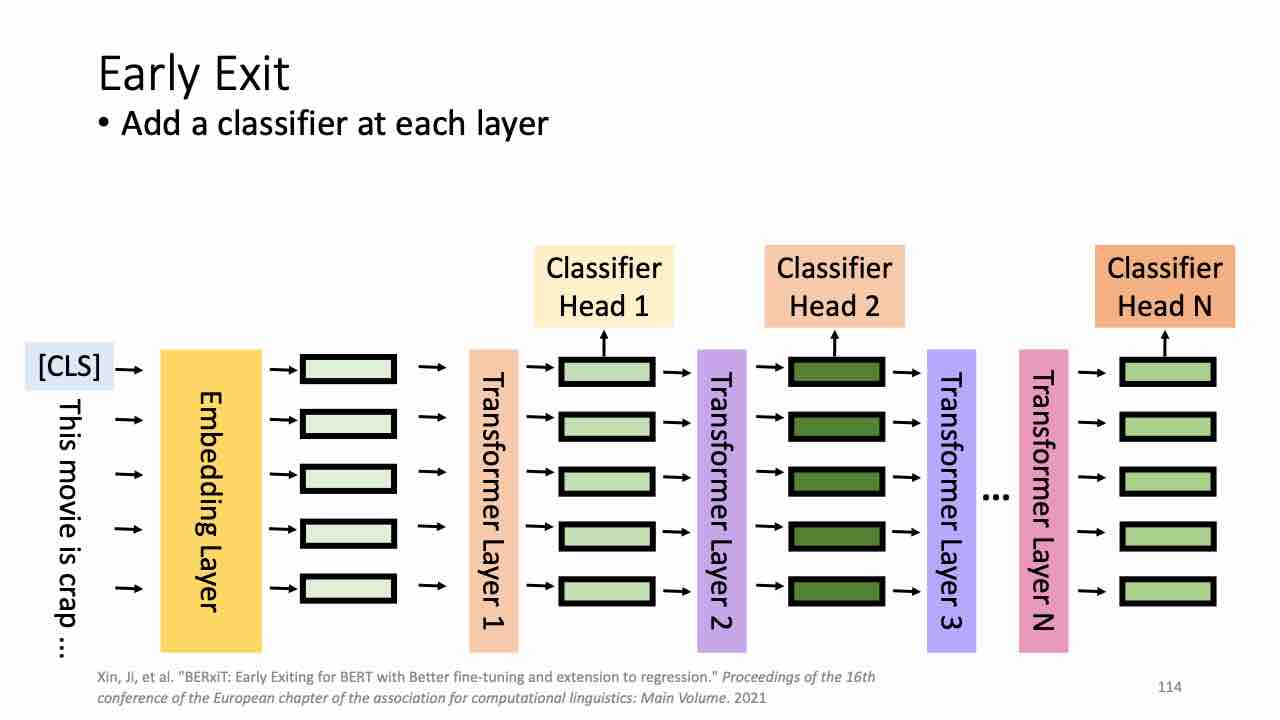 Early Exit
• Add a classifier at each layer
Classifier
Head 1
Classifier
Head 2
Classifier
Head N
[CLS]
This movie is crap ...
Embedding Layer
Transformer Layer 1
Transformer Layer 2
Transformer Layer 3
...
Transformer Layer N
Xin, Ji, et al. "BERxiT: Early Exiting for BERT with Better fine-tuning and extension to regression." Proceedings of the 16th
conference of the European chapter of the association for computational linguistics: Main Volume. 2021
114